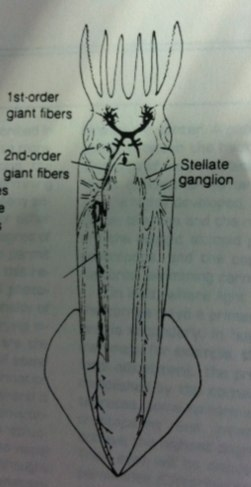 1st-order
giant fibers
2nd-order
giant fibers
Stellate
ganglion